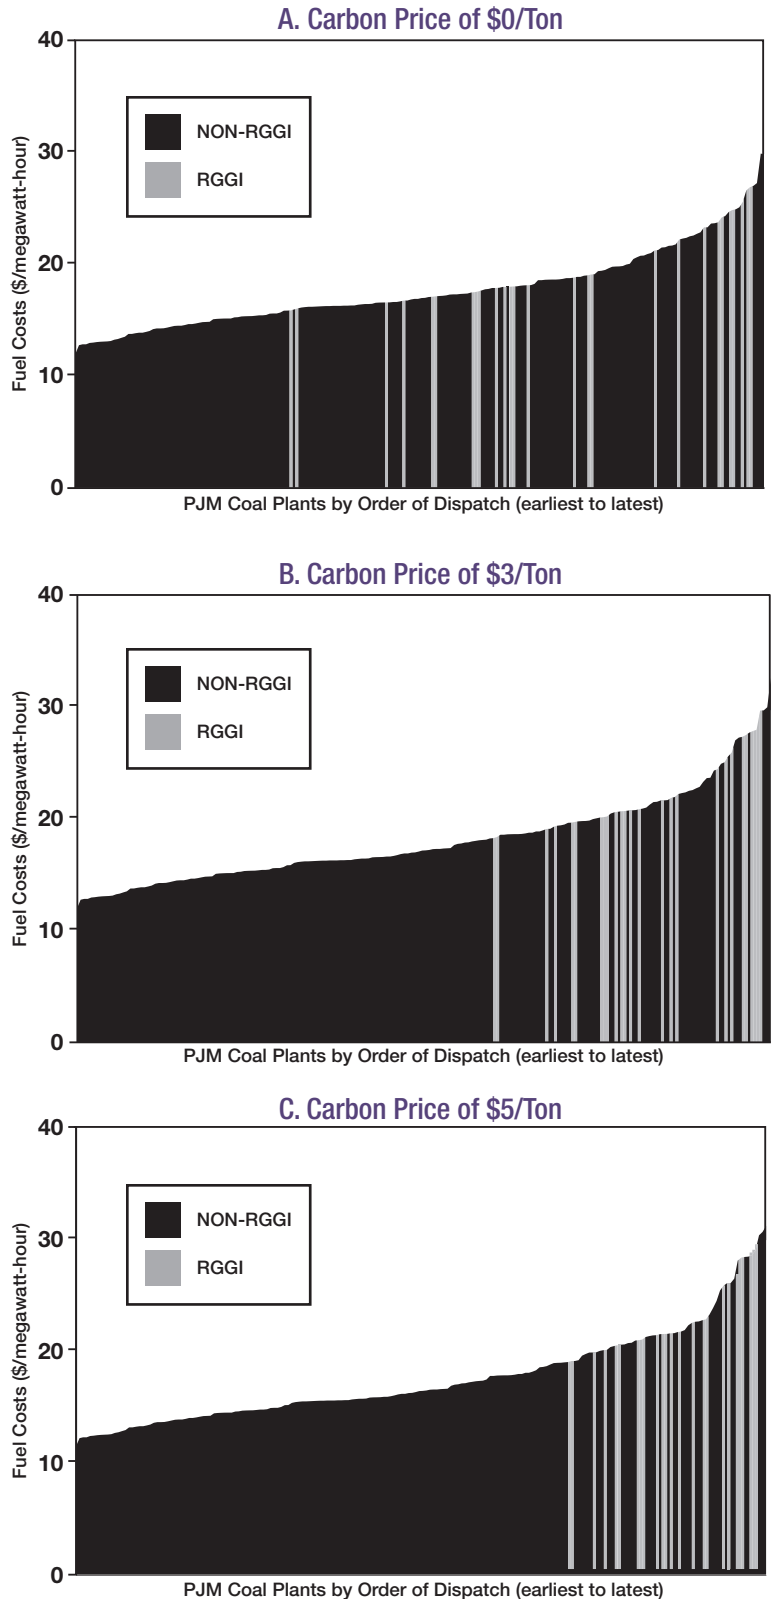 A. Carbon Price of $0/Ton
40
30
20
10
0
Fuel Costs ($/megawatt-hour)
NON-RGGI
RGGI
PJM Coal Plants by Order of Dispatch (earliest to latest)
B. Carbon Price of $3/Ton
40
30
20
10
0
Fuel Costs ($/megawatt-hour)
NON-RGGI
RGGI
PJM Coal Plants by Order of Dispatch (earliest to latest)
C. Carbon Price of $5/Ton
40
30
20
10
0
Fuel Costs ($/megawatt-hour)
NON-RGGI
RGGI
PJM Coal Plants by Order of Dispatch (earliest to latest)